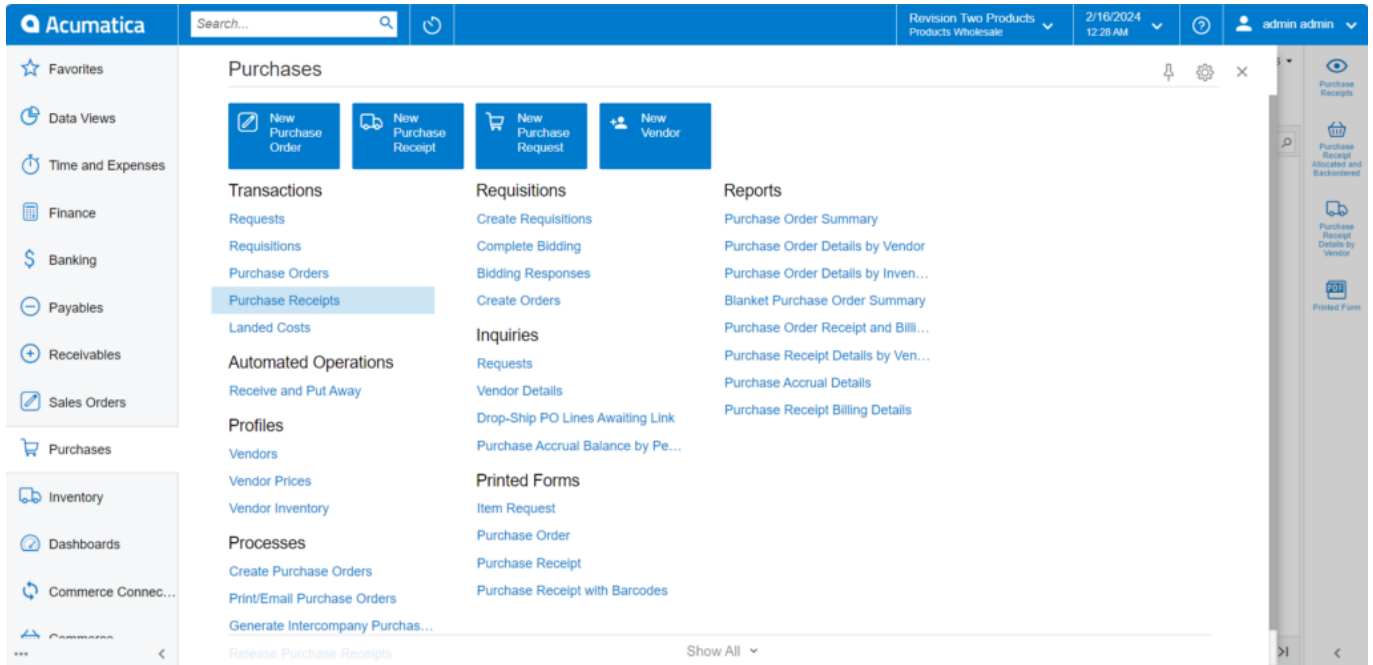 Acumatica
Search...
Revision Two Products
Products Wholesale
2/16/2024
12:28 AM
admin admin
Favorites
Data Views
Time and Expenses
Finance
Banking
Payables
Receivables
Sales Orders
Purchases
Inventory
Dashboards
Commerce Connec...
Commerce
Purchases
New
Purchase
Order
New
Purchase
Receipt
New
Purchase
Request
New
Vendor
Transactions
Requests
Requisitions
Purchase Orders
Purchase Receipts
Landed Costs
Automated Operations
Receive and Put Away
Profiles
Vendors
Vendor Prices
Vendor Inventory
Processes
Create Purchase Orders
Print/Email Purchase Orders
Generate Intercompany Purchas...
Release Purchase Receipts
Requisitions
Create Requisitions
Complete Bidding
Bidding Responses
Create Orders
Inquiries
Requests
Vendor Details
Drop-Ship PO Lines Awaiting Link
Purchase Accrual Balance by Pe...
Printed Forms
Item Request
Purchase Order
Purchase Receipt
Purchase Receipt with Barcodes
Reports
Purchase Order Summary
Purchase Order Details by Vendor
Purchase Order Details by Inven...
Blanket Purchase Order Summary
Purchase Order Receipt and Billi...
Purchase Receipt Details by Ven...
Purchase Accrual Details
Purchase Receipt Billing Details
Show All
s
Purchase
Receipts
Purchase
Receipt
Allocated and
Backordered
Purchase
Receipt
Details by
Vendor
PDF
Printed Form